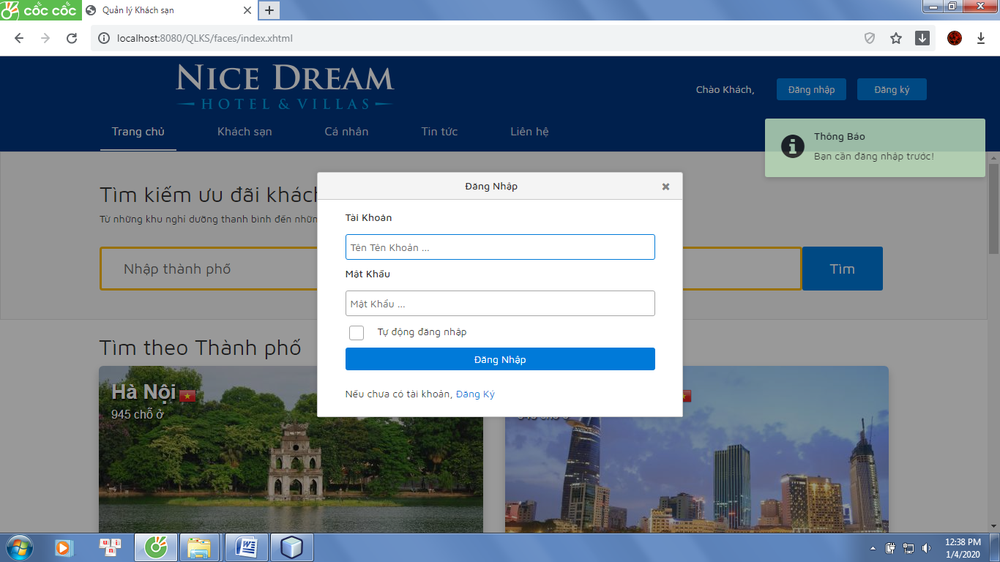 cốc cốc
Quản lý Khách sạn
localhost:8080/QLKS/faces/index.xhtml
NICE DREAM
HOTEL & VILLAS
Chào Khách,
Đăng nhập
Đăng ký
Trang chủ
Khách sạn
Cá nhân
Tin tức
Liên hệ
Thông Báo
Bạn cần đăng nhập trước!
Tìm kiếm ưu đãi khách
Từ những khu nghỉ dưỡng thanh bình đến nhữn
Nhập thành phố
Tìm
Đăng Nhập
Tài Khoản
Tên Tên Khoản ...
Mật Khẩu
Mật Khẩu ...
Tự động đăng nhập
Đăng Nhập
Nếu chưa có tài khoản, Đăng Ký
Tìm theo Thành phố
Hà Nội
945 chỗ ở
12:38 PM
1/4/2020